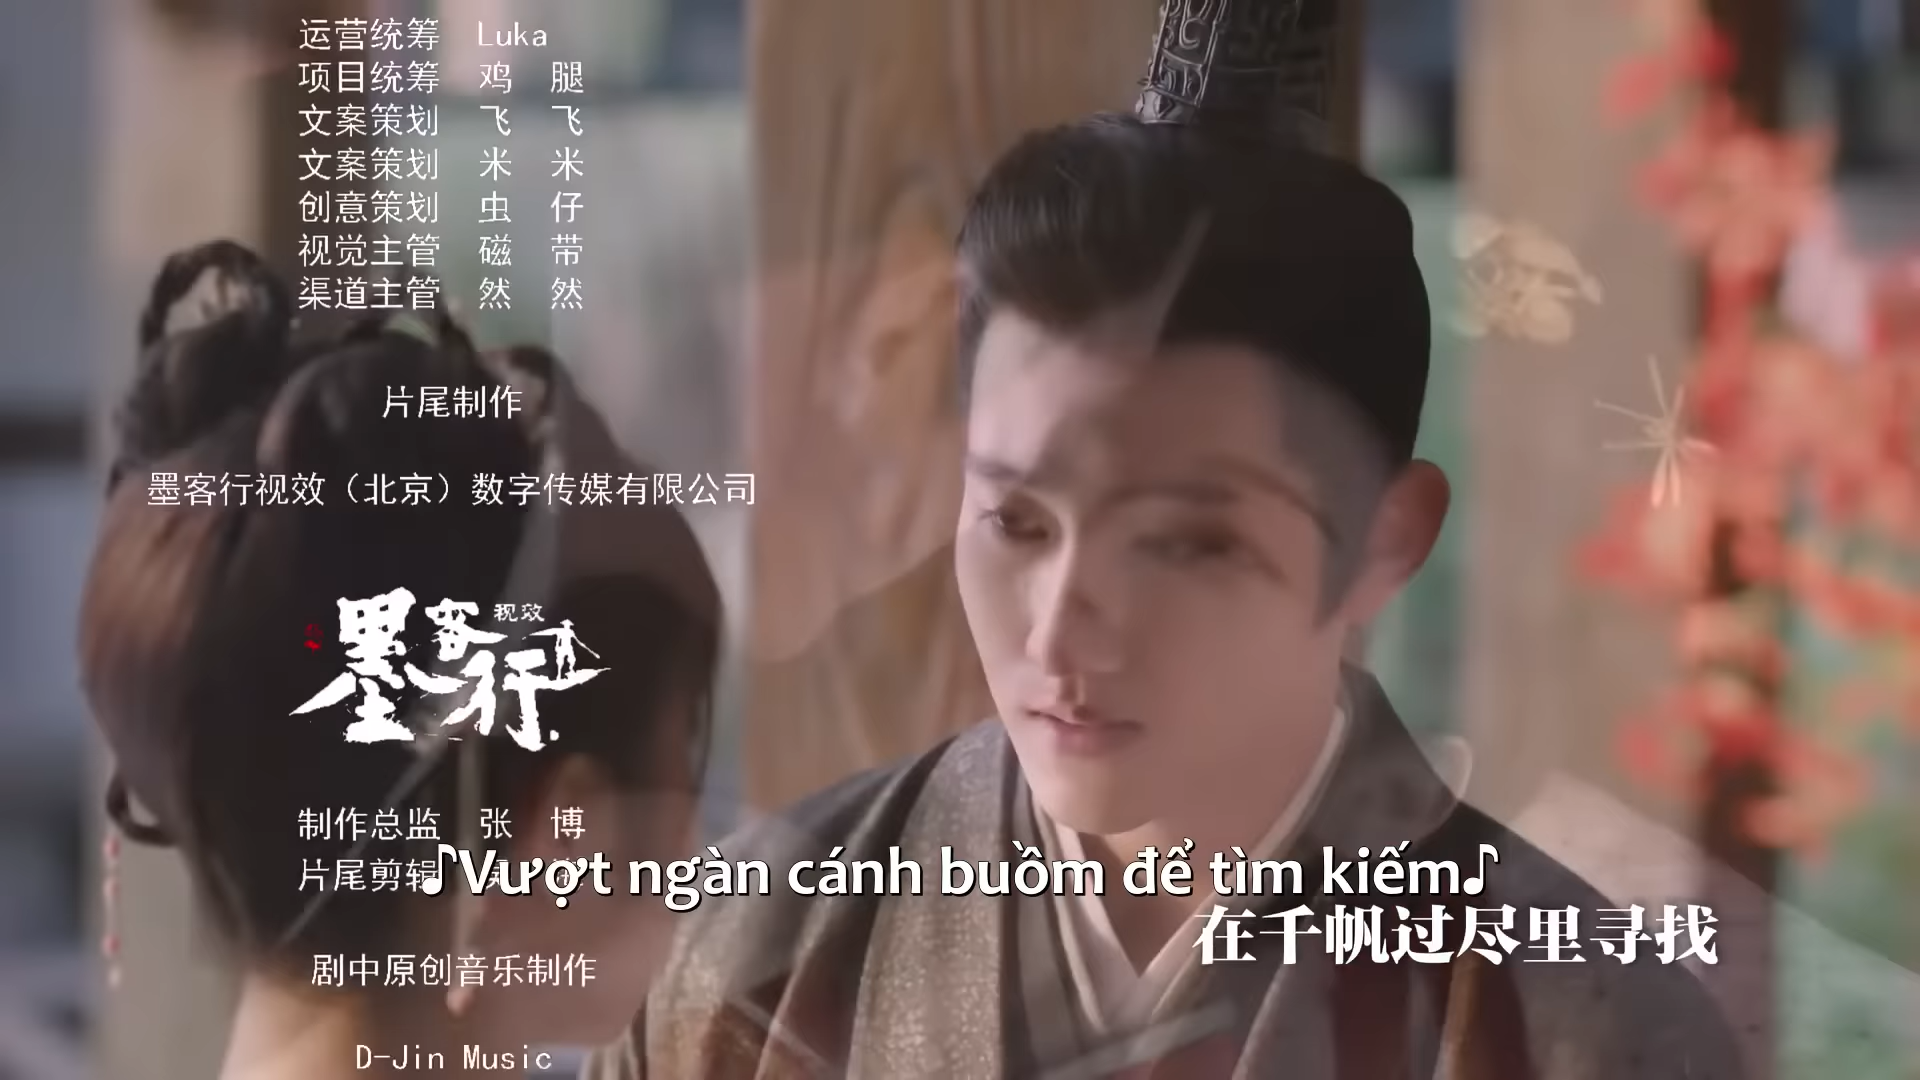 运营统筹 Luka
项目统筹 鸡 腿
文案策划 飞 飞
文案策划 米 米
创意策划 虫 仔
视觉主管 磁 带
渠道主管 然 然
片尾制作
墨客行视效（北京）数字传媒有限公司
墨客行视效
制作总监 张 博
片尾剪辑
♪Vượt ngàn cánh buồm để tìm kiếm♪
在千帆过尽里寻找
剧中原创音乐制作
D-Jin Music